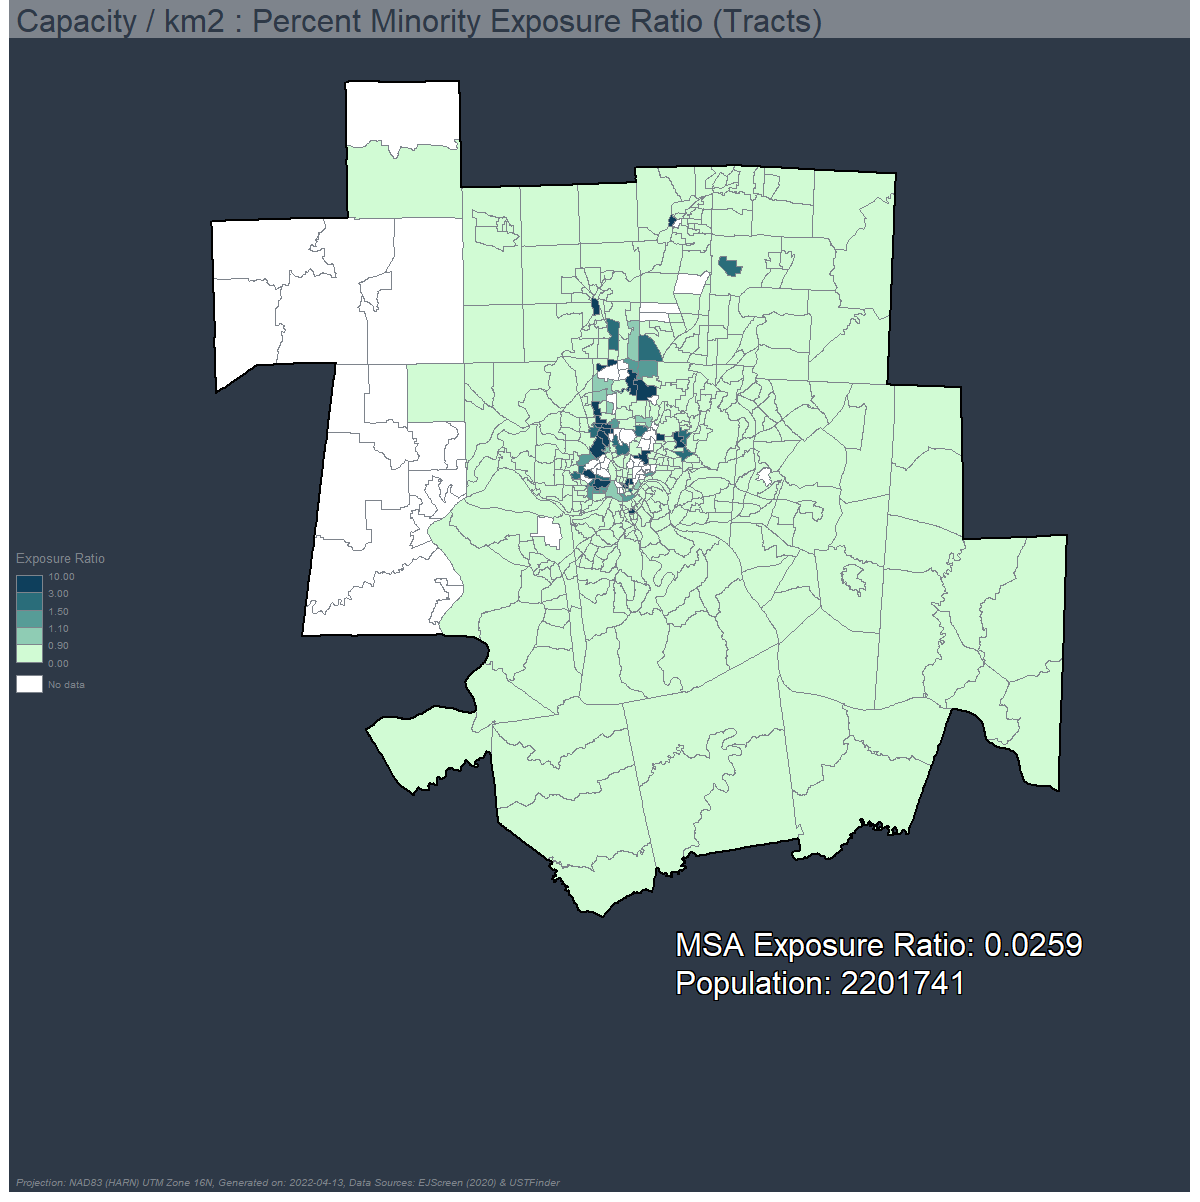 Capacity / km2 : Percent Minority Exposure Ratio (Tracts)
Exposure Ratio
10.00
3.00
1.50
1.10
0.90
0.00
No data
MSA Exposure Ratio: 0.0259
Population: 2201741
Projection: NAD83 (HARN) UTM Zone 16N, Generated on: 2022-04-13, Data Sources: EJScreen (2020) & USTFinder